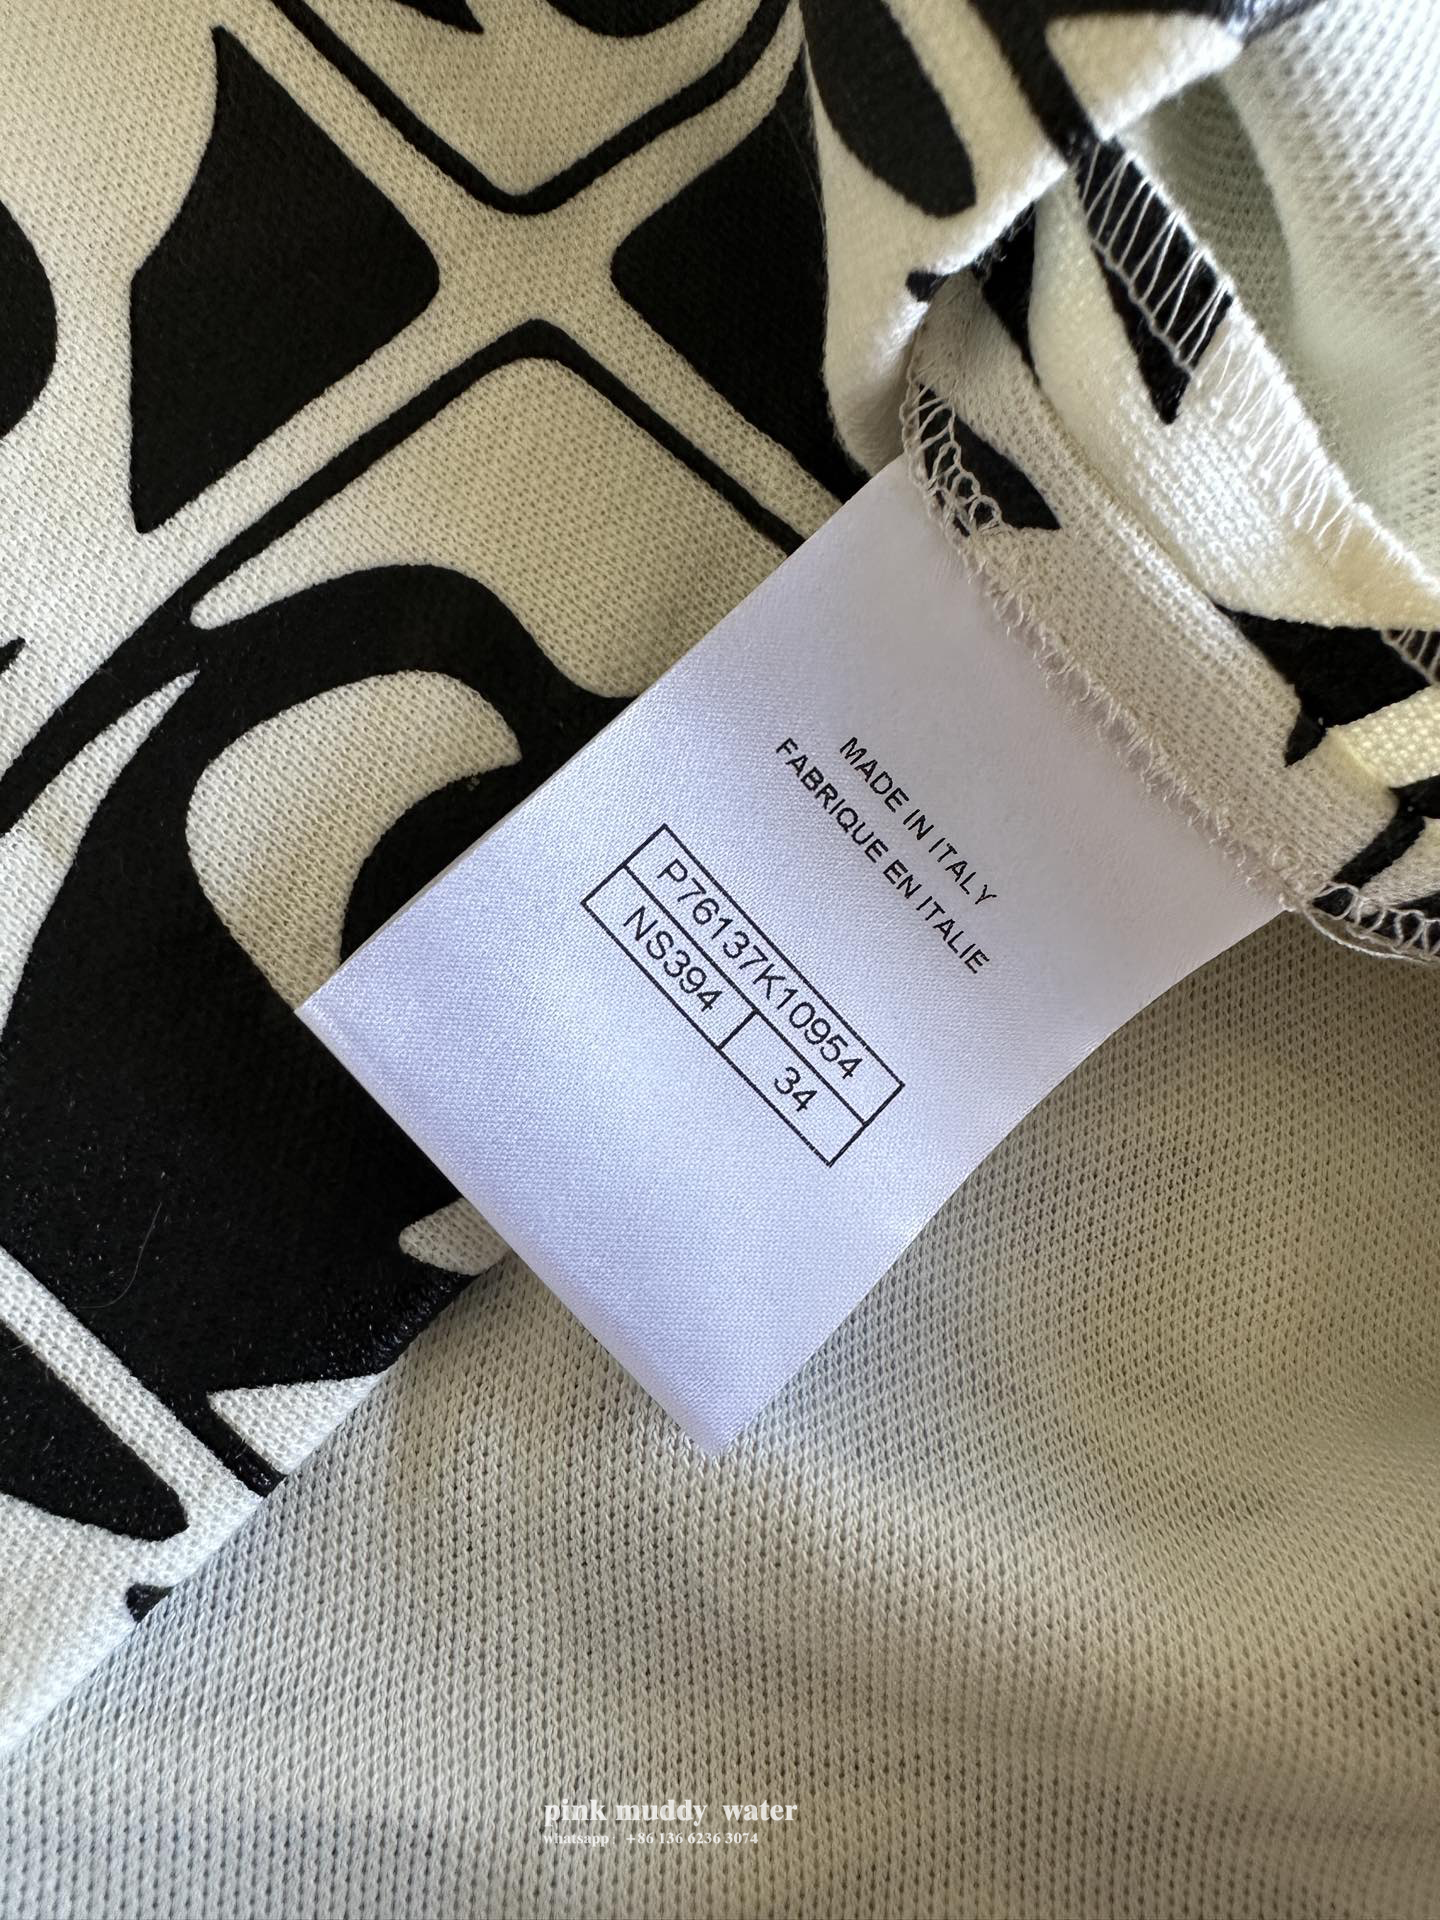 MADE IN ITALY
FABRIQUE EN ITALIE
P76137K10954
NS394 34
pink muddy water
whatsapp: +86 136 6236 3074